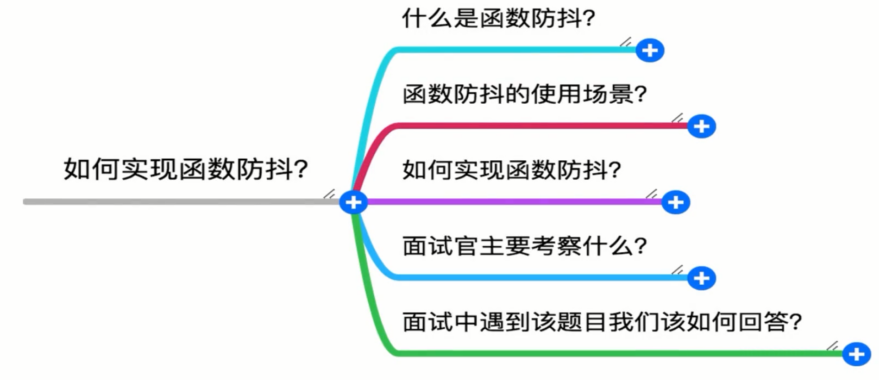 什么是函数防抖?
函数防抖的使用场景?
如何实现函数防抖?
如何实现函数防抖?
面试官主要考察什么?
面试中遇到该题目我们该如何回答?